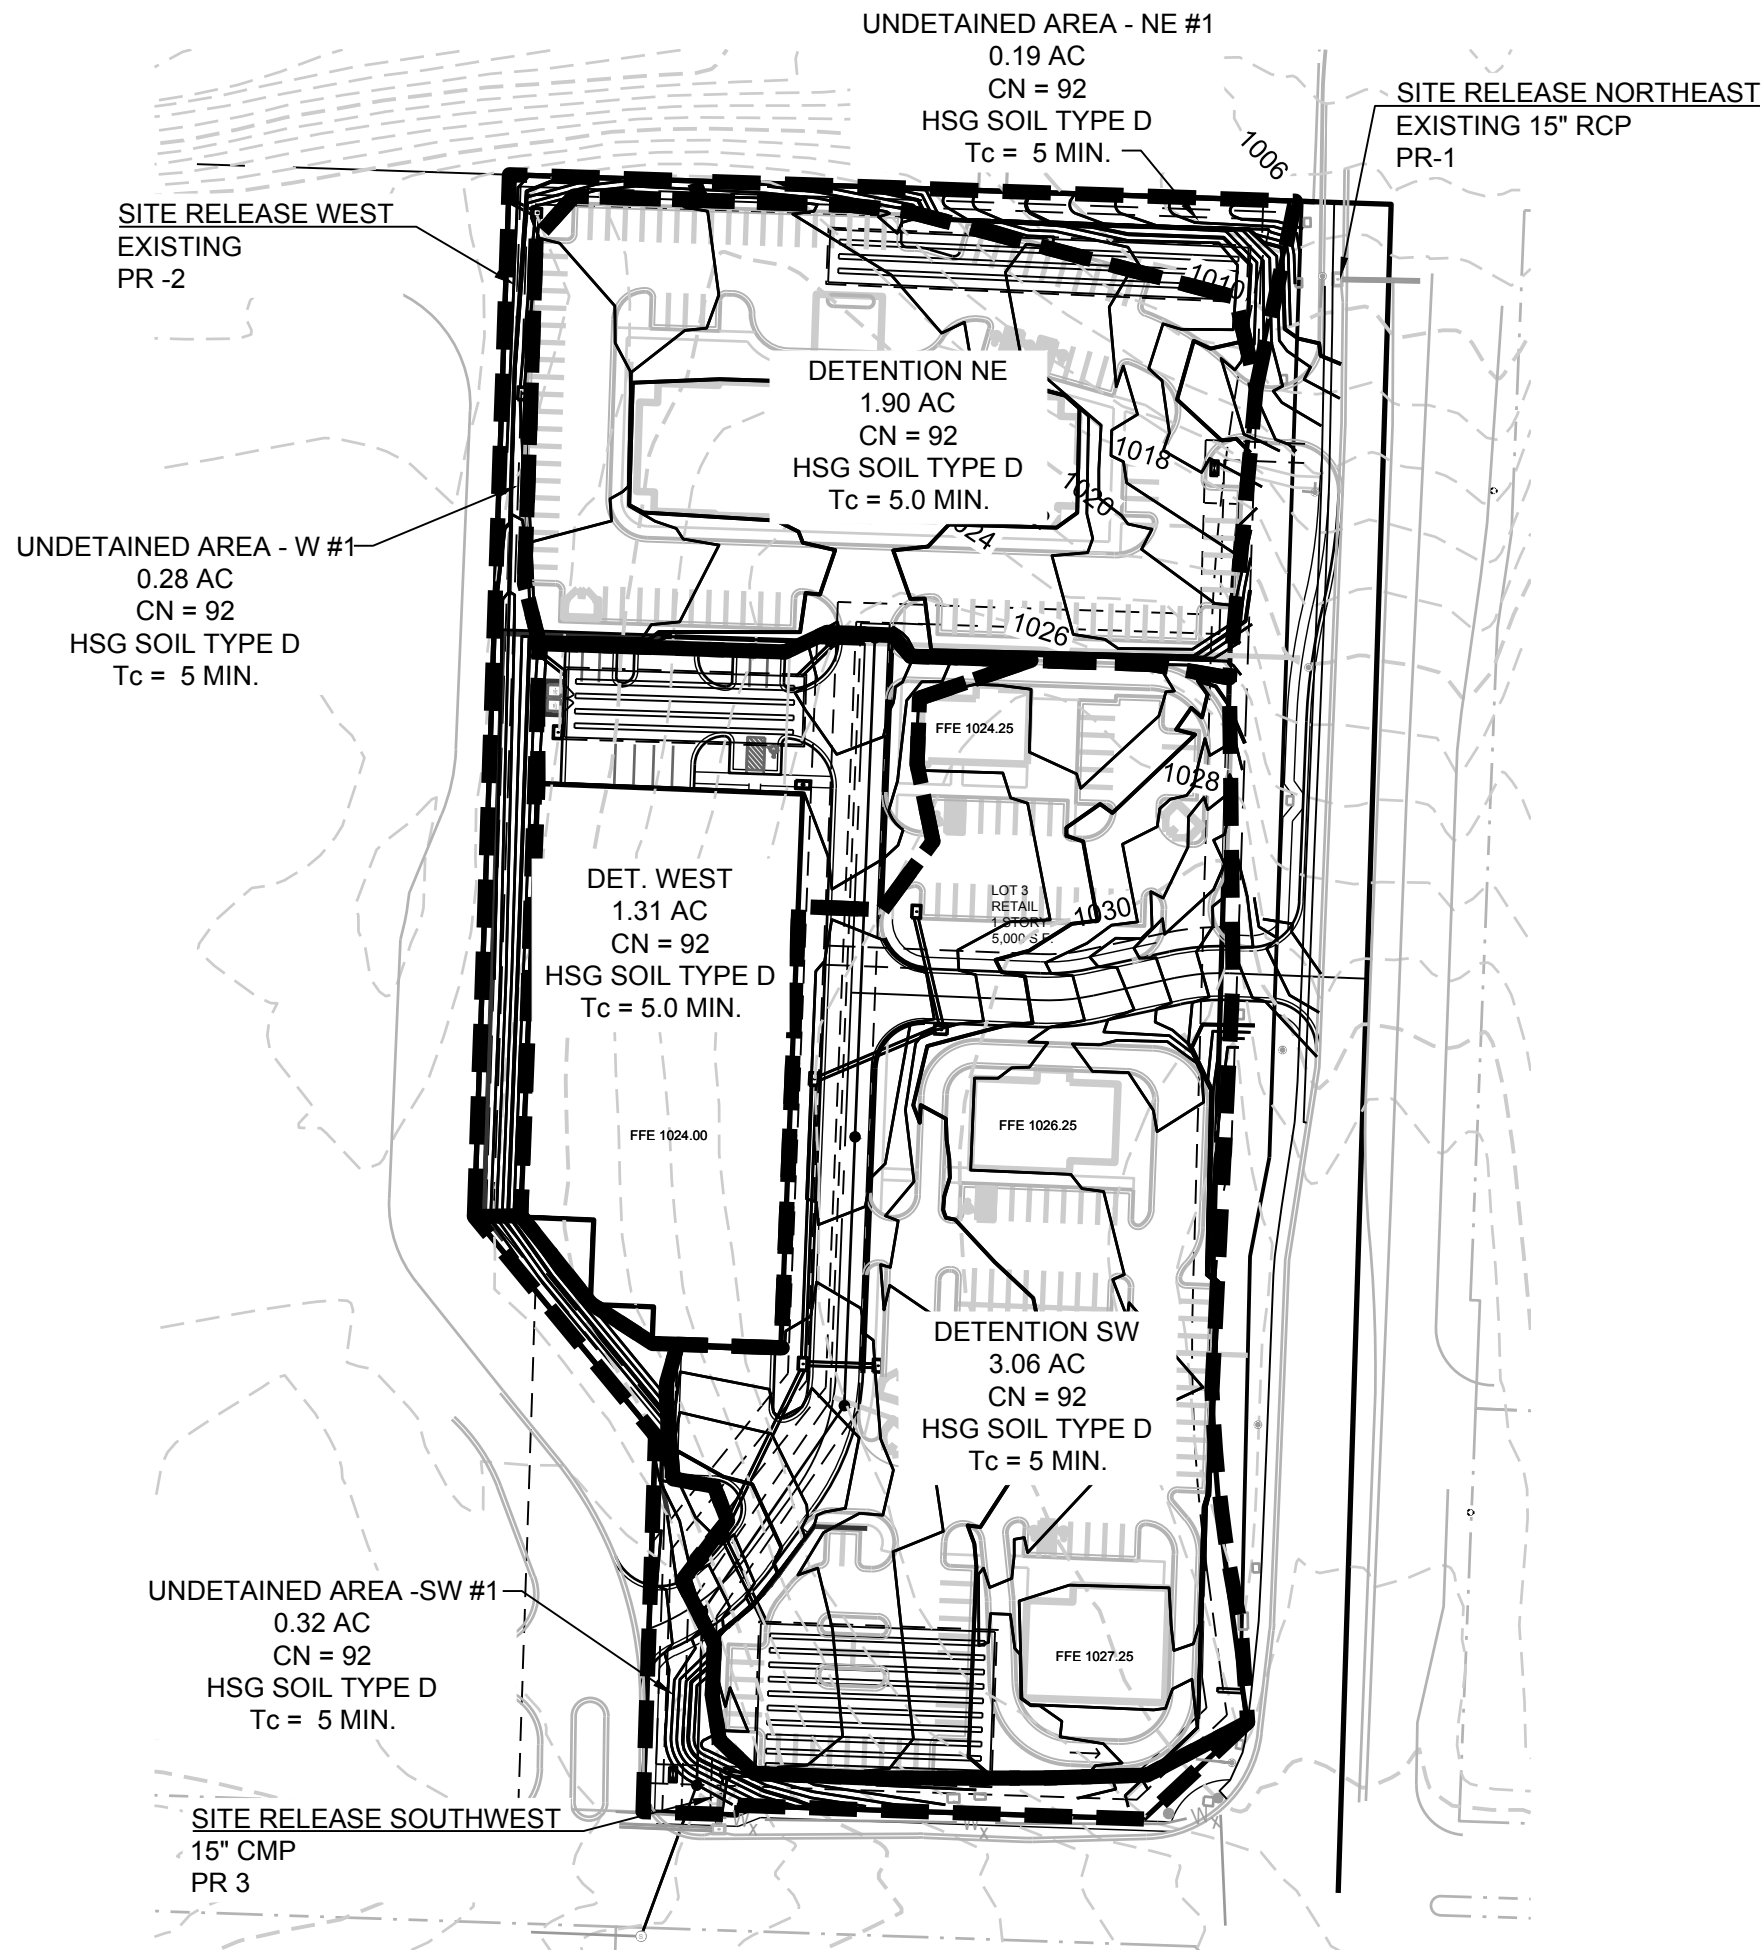 UNDETAINED AREA - NE #1
0.19 AC
CN = 92
HSG SOIL TYPE D
Tc =  5 MIN.
SITE RELEASE NORTHEAST
EXISTING 15" RCP
PR-1
1006
SITE RELEASE WEST
EXISTING
PR -2
1010
DETENTION NE
1.90 AC
CN = 92
HSG SOIL TYPE D
Tc = 5.0 MIN.
1018
1020
1024
UNDETAINED AREA - W #1
0.28 AC
CN = 92
HSG SOIL TYPE D
Tc =  5 MIN.
1026
FFE 1024.25
1028
DET. WEST
1.31 AC
CN = 92
HSG SOIL TYPE D
Tc = 5.0 MIN.
LOT 3
RETAIL
1 STORY
5,000 S.F.
1030
FFE 1024.00
FFE 1026.25
DETENTION SW
3.06 AC
CN = 92
HSG SOIL TYPE D
Tc = 5 MIN.
UNDETAINED AREA -SW #1
0.32 AC
CN = 92
HSG SOIL TYPE D
Tc =  5 MIN.
FFE 1027.25
SITE RELEASE SOUTHWEST
15" CMP
PR 3
W
X
W
X
W
X
S